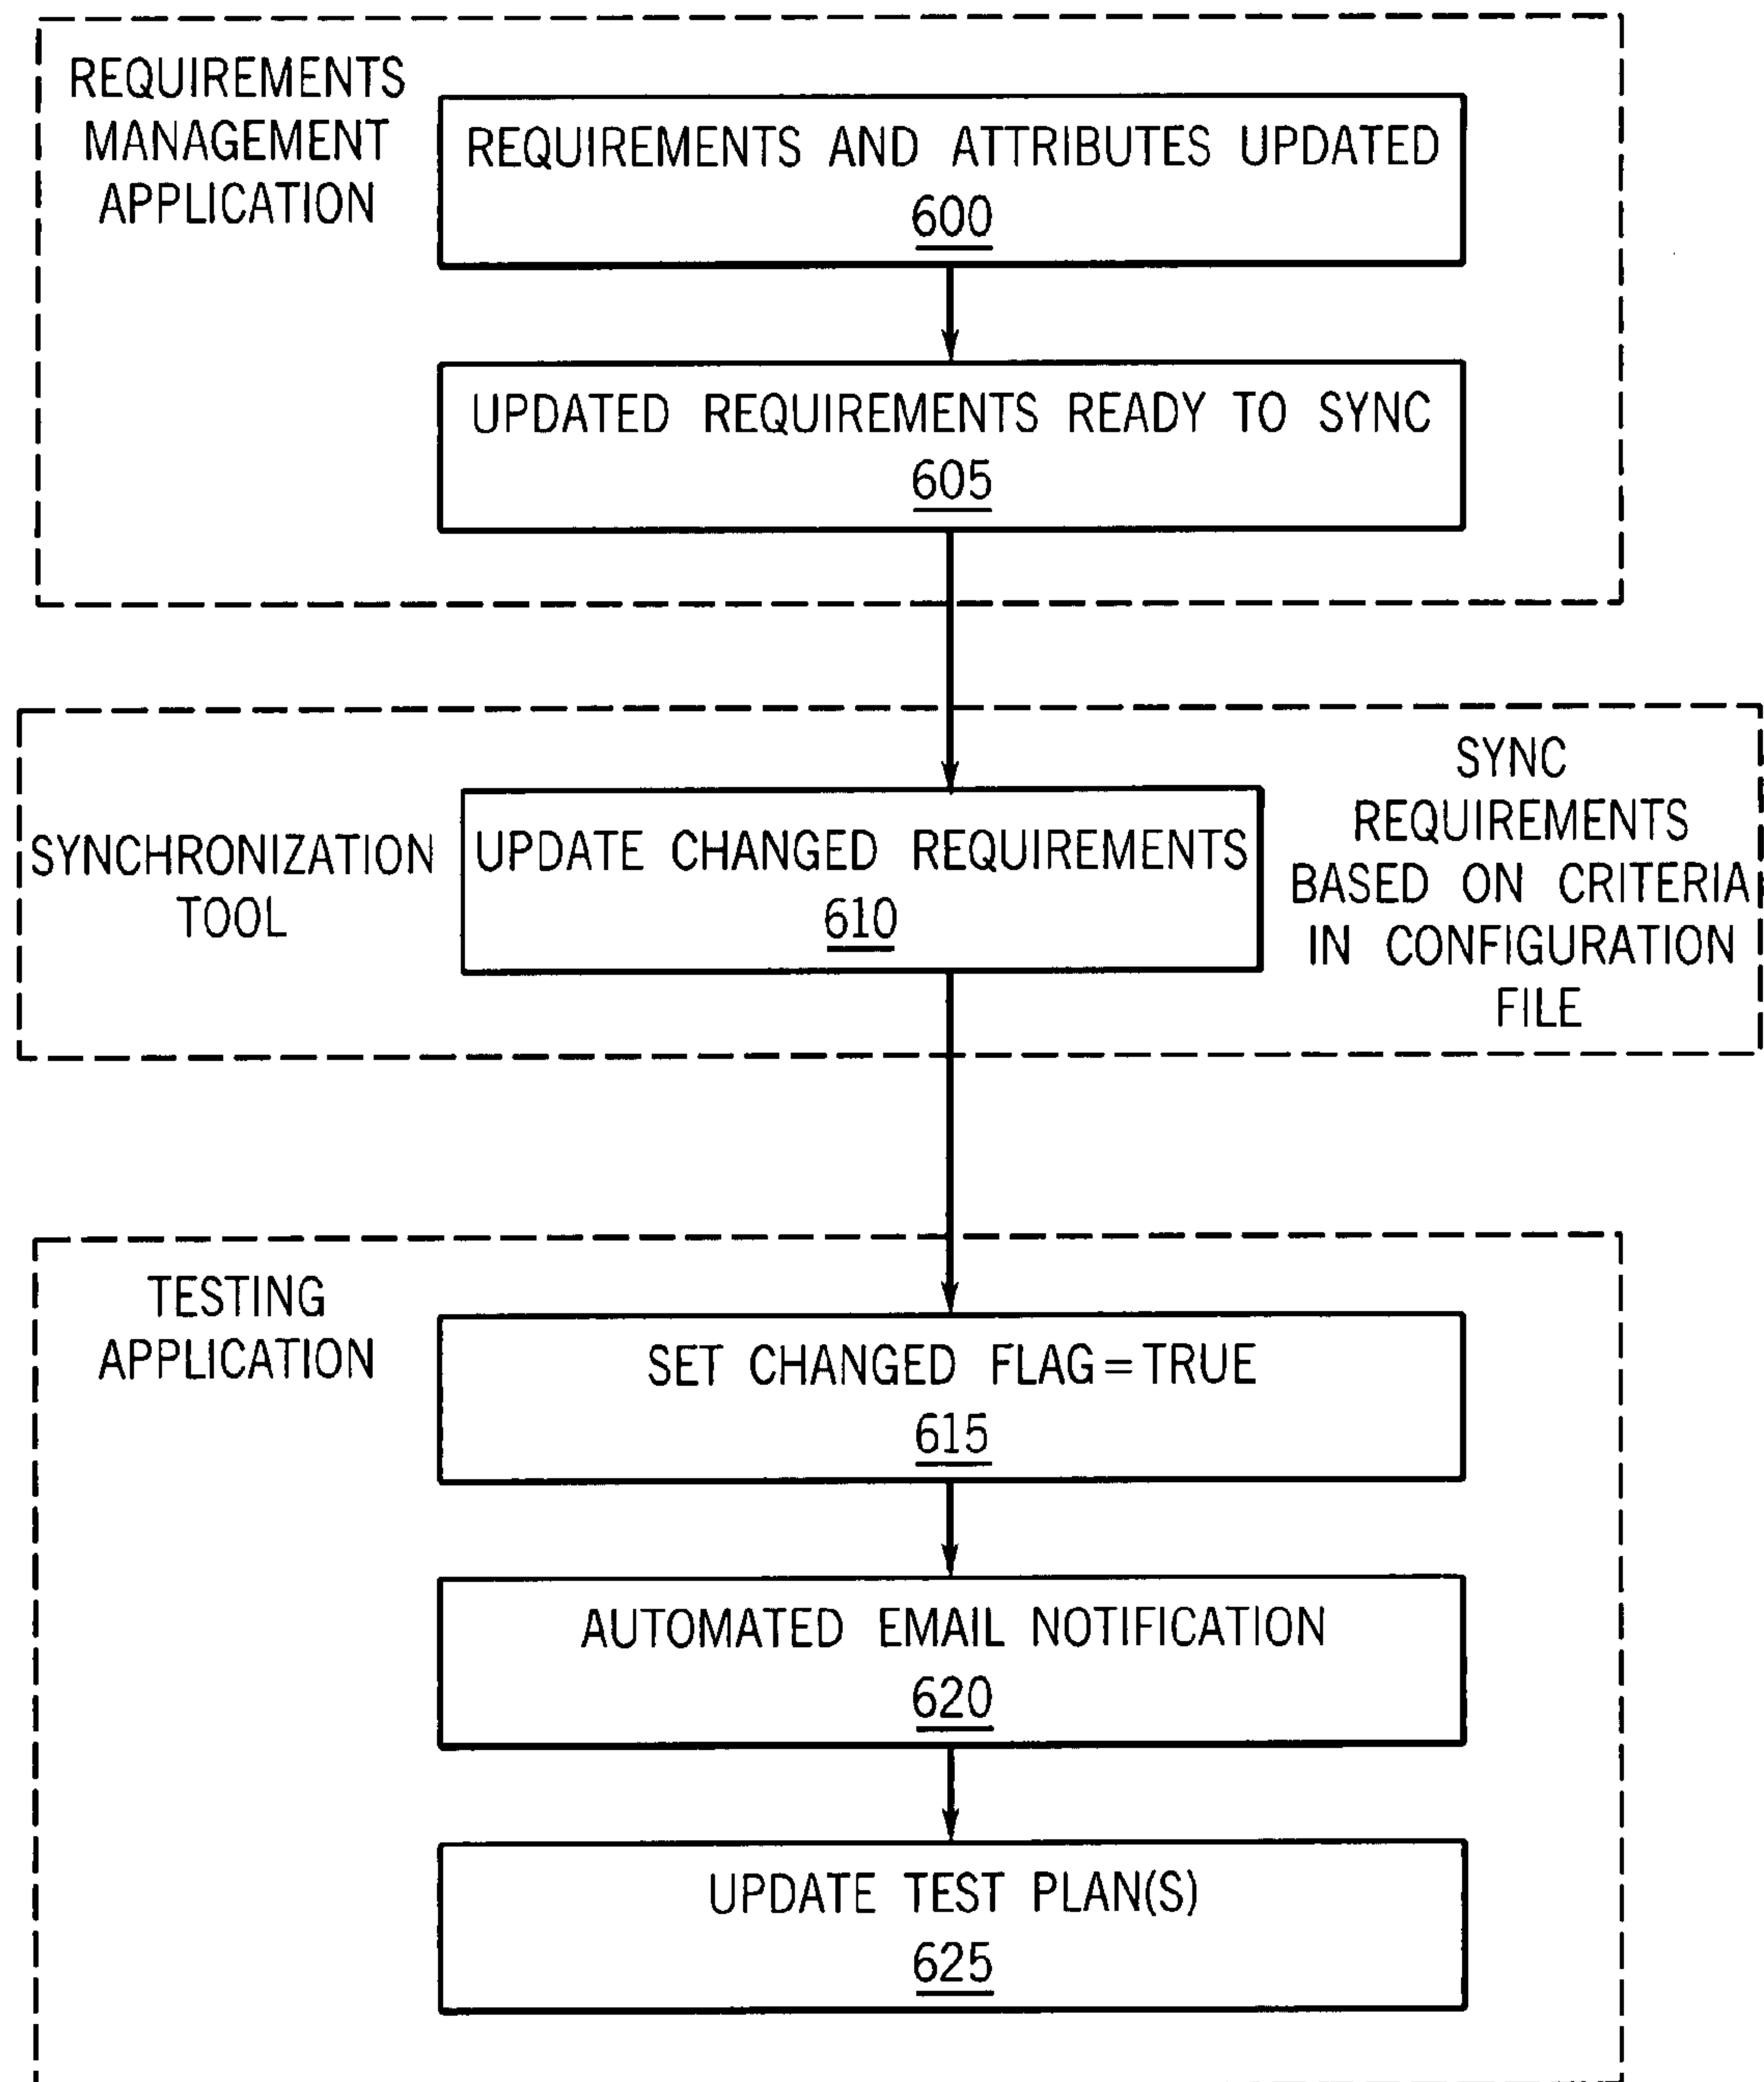 REQUIREMENTS
MANAGEMENT
APPLICATION
REQUIREMENTS AND ATTRIBUTES UPDATED
600
UPDATED REQUIREMENTS READY TO SYNC
605
SYNCHRONIZATION
TOOL
UPDATE CHANGED REQUIREMENTS
610
SYNC
REQUIREMENTS
BASED ON CRITERIA
IN CONFIGURATION
FILE
TESTING
APPLICATION
SET CHANGED FLAG=TRUE
615
AUTOMATED EMAIL NOTIFICATION
620
UPDATE TEST PLAN(S)
625